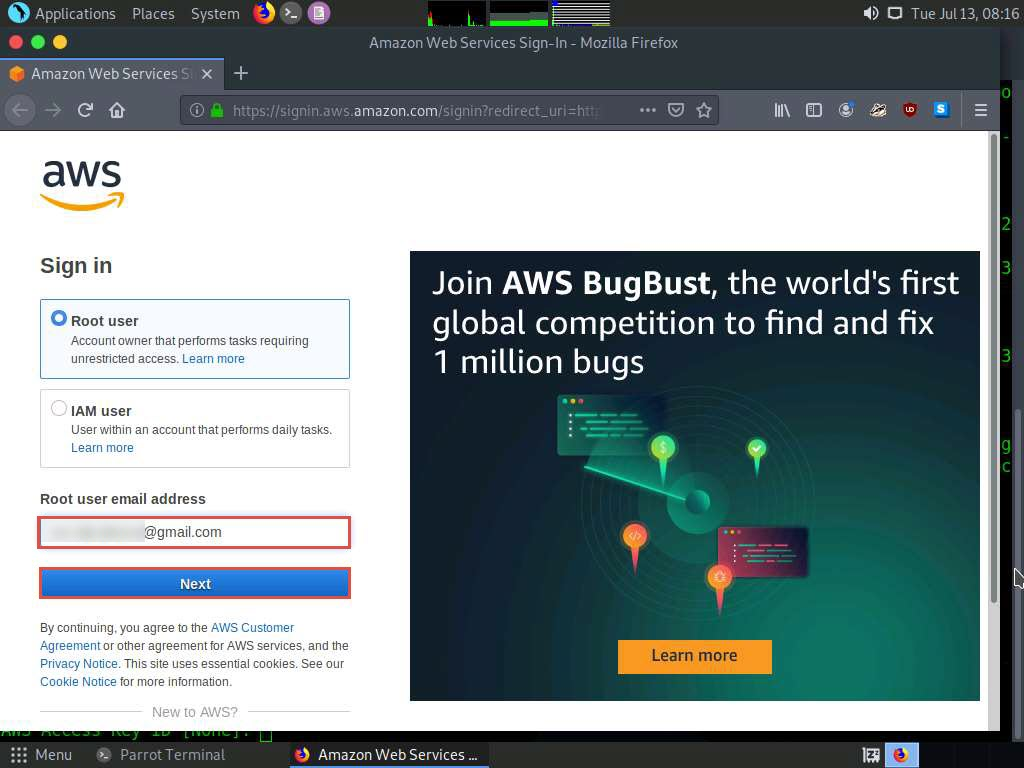 Applications Places System Tue Jul 13, 08:16
Amazon Web Services Sign-In - Mozilla Firefox
Amazon Web Services Si
https://signin.aws.amazon.com/signin?redirect_uri=http
aws
Sign in
Root user
Account owner that performs tasks requiring
unrestricted access. Learn more
IAM user
User within an account that performs daily tasks.
Learn more
Root user email address
@gmail.com
Next
By continuing, you agree to the AWS Customer
Agreement or other agreement for AWS services, and the
Privacy Notice. This site uses essential cookies. See our
Cookie Notice for more information.
New to AWS?
Join AWS BugBust, the world's first
global competition to find and fix
1 million bugs
$
</>
Learn more
o
-
2
3
3
g
c
AWS Access Key ID [None]:
Menu Parrot Terminal Amazon Web Services ...